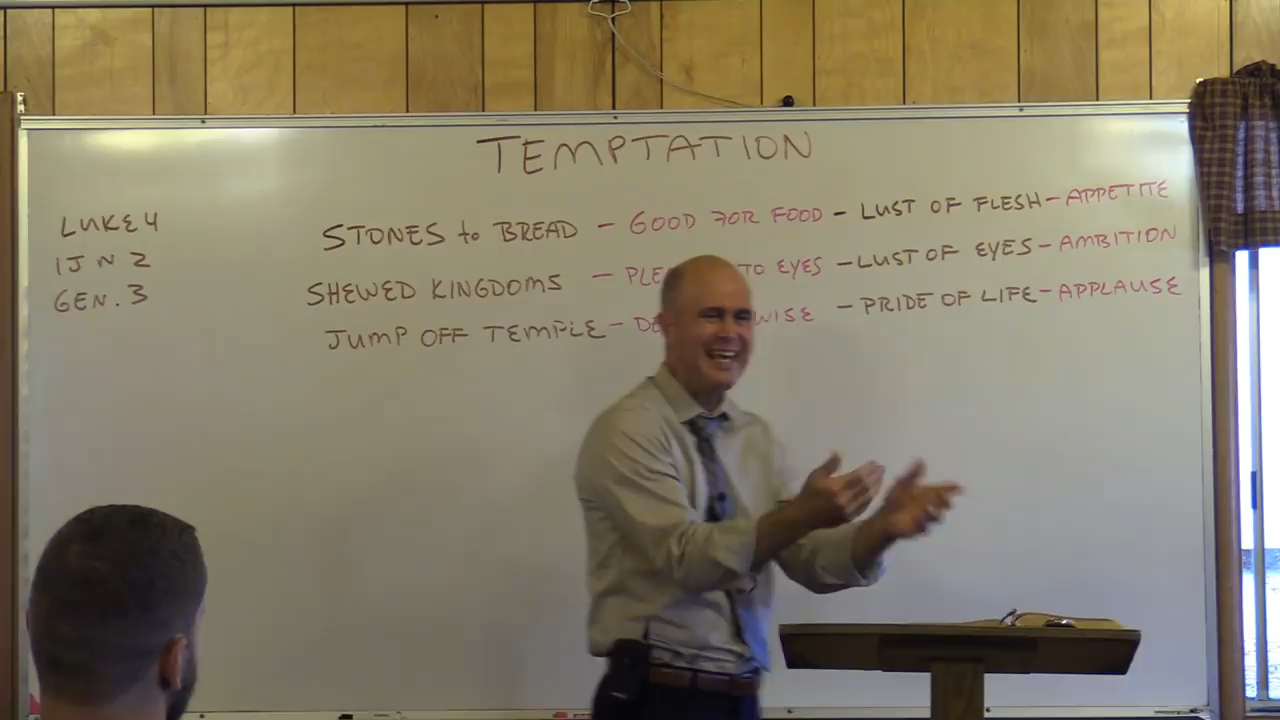 TEMPTATION
LUKE 4
1 JN 2
GEN. 3
STONES to BREAD - GOOD FOR FOOD - LUST OF FLESH - APPETITE
SHEWED KINGDOMS - TO EYES - LUST OF EYES - AMBITION
JUMP OFF TEMPLE - WISE - PRIDE OF LIFE - APPLAUSE